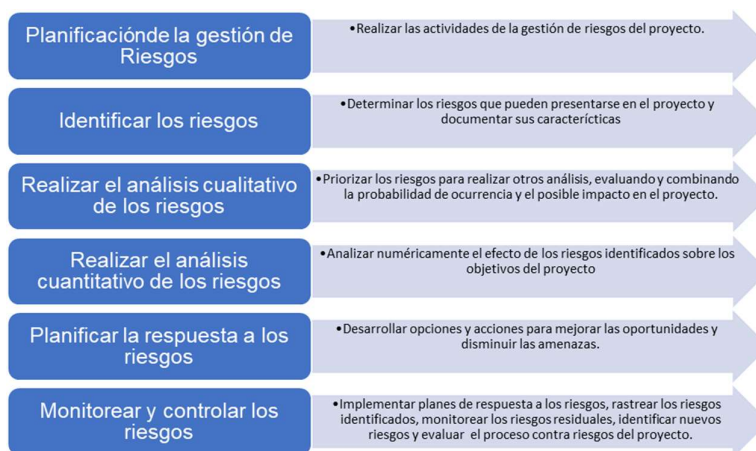 Planificaciónde la gestión de
Riesgos
•Realizar las actividades de la gestión de riesgos del proyecto.
Identificar los riesgos
•Determinar los riesgos que pueden presentarse en el proyecto y
documentar sus caracterícticas
Realizar el análisis cualitativo
de los riesgos
•Priorizar los riesgos para realizar otros análisis, evaluando y combinando
la probabilidad de ocurrencia y el posible impacto en el proyecto.
Realizar el análisis
cuantitativo de los riesgos
•Analizar numéricamente el efecto de los riesgos identificados sobre los
objetivos del proyecto
Planificar la respuesta a los
riesgos
•Desarrollar opciones y acciones para mejorar las oportunidades y
disminuir las amenazas.
Monitorear y controlar los
riesgos
•Implementar planes de respuesta a los riesgos, rastrear los riesgos
identificados, monitorear los riesgos residuales, identificar nuevos
riesgos y evaluar el proceso contra riesgos del proyecto.